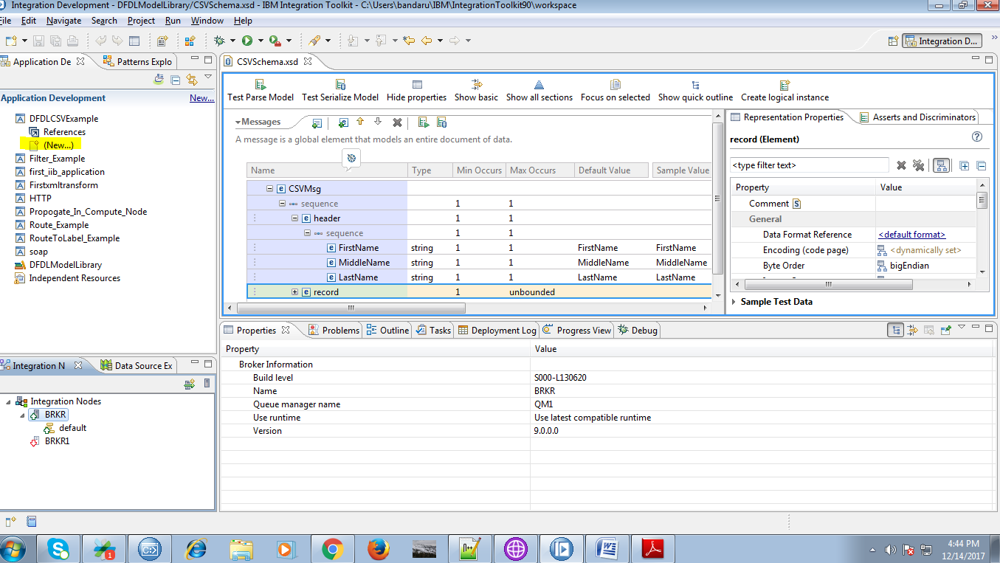 Integration Development - DFDLModelLibrary/CSVSchema.xsd - IBM Integration Toolkit - C:\Users\bandaru\IBM\IntegrationToolkit90\workspace
File Edit Navigate Search Project Run Window Help
Integration D...
Application De
Patterns Explo
Application Development New...
DFDLCSVExample
References
(New...)
Filter_Example
first_iib_application
Firstxmltransform
HTTP
Propogate_In_Compute_Node
Route_Example
RouteToLabel_Example
soap
DFDLModelLibrary
Independent Resources
CSVSchema.xsd
Test Parse Model Test Serialize Model Hide properties Show basic Show all sections Focus on selected Show quick outline Create logical instance
Messages
A message is a global element that models an entire document of data.
Name Type Min Occurs Max Occurs Default Value Sample Value
CSVMsg
sequence 1 1
header 1 1
sequence 1 1
FirstName string 1 1 FirstName FirstName
MiddleName string 1 1 MiddleName MiddleName
LastName string 1 1 LastName LastName
record 1 unbounded
Representation Properties Asserts and Discriminators
record (Element)
<type filter text>
Property Value
Comment S
General
Data Format Reference <default format>
Encoding (code page) <dynamically set>
Byte Order bigEndian
Sample Test Data
Integration N
Data Source Ex
Integration Nodes
BRKR
default
BRKR1
Properties Problems Outline Tasks Deployment Log Progress View Debug
Property Value
Broker Information
Build level S000-L130620
Name BRKR
Queue manager name QM1
Use runtime Use latest compatible runtime
Version 9.0.0.0
4:44 PM
12/14/2017